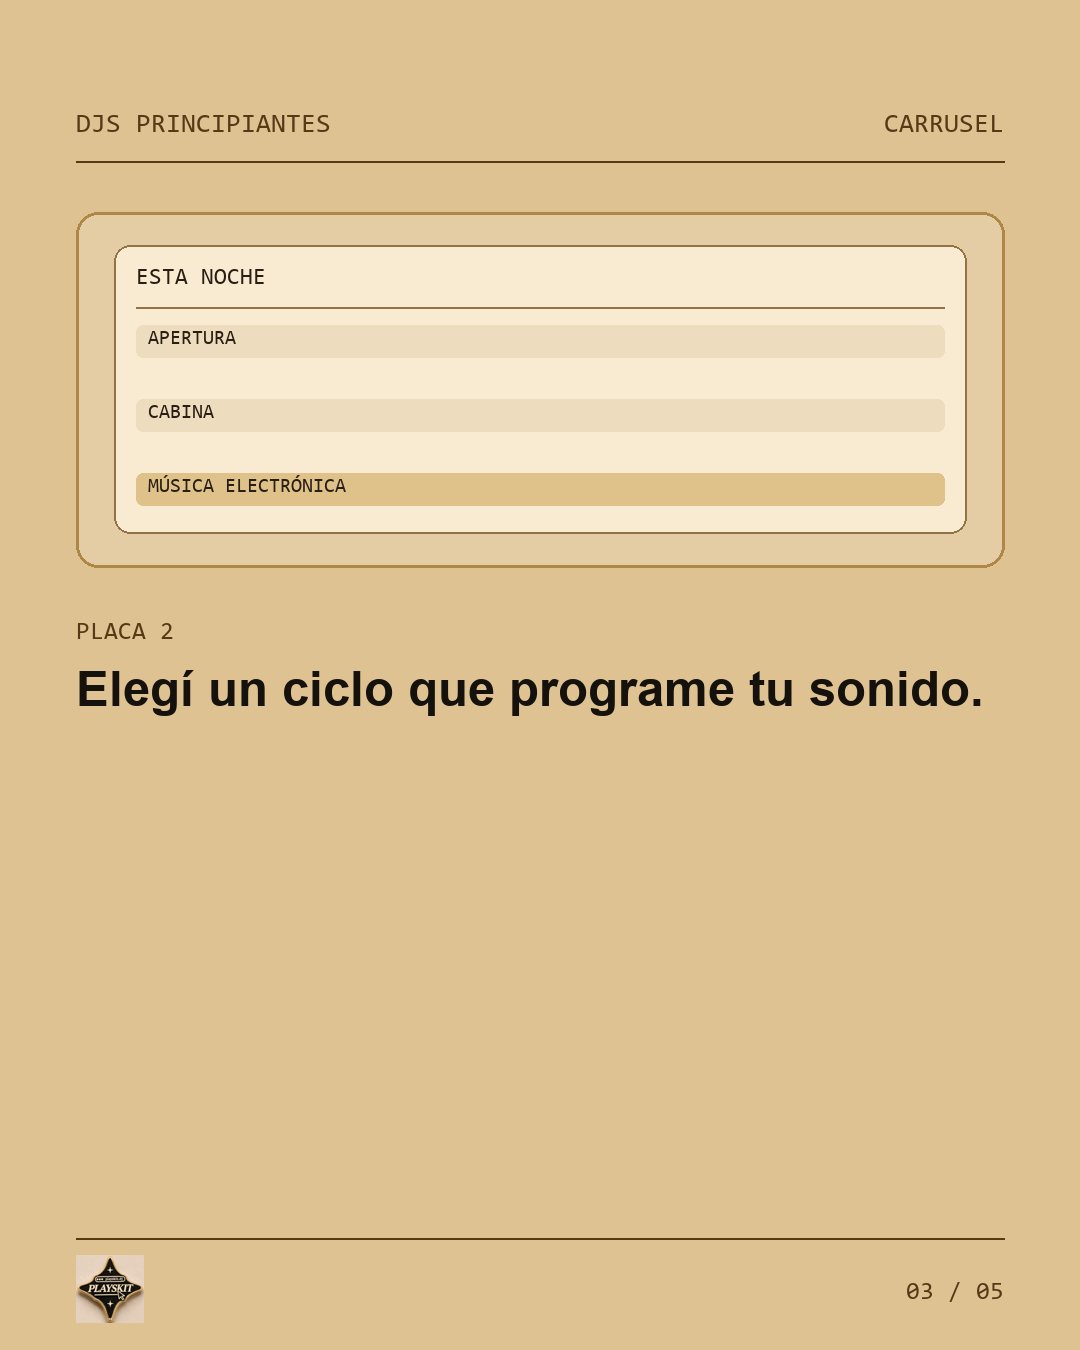 DJS PRINCIPIANTES
CARRUSEL
ESTA NOCHE
APERTURA
CABINA
MÚSICA ELECTRÓNICA
PLACA 2
Elegí un ciclo que programe tu sonido.
PLAYSKIT
03 / 05